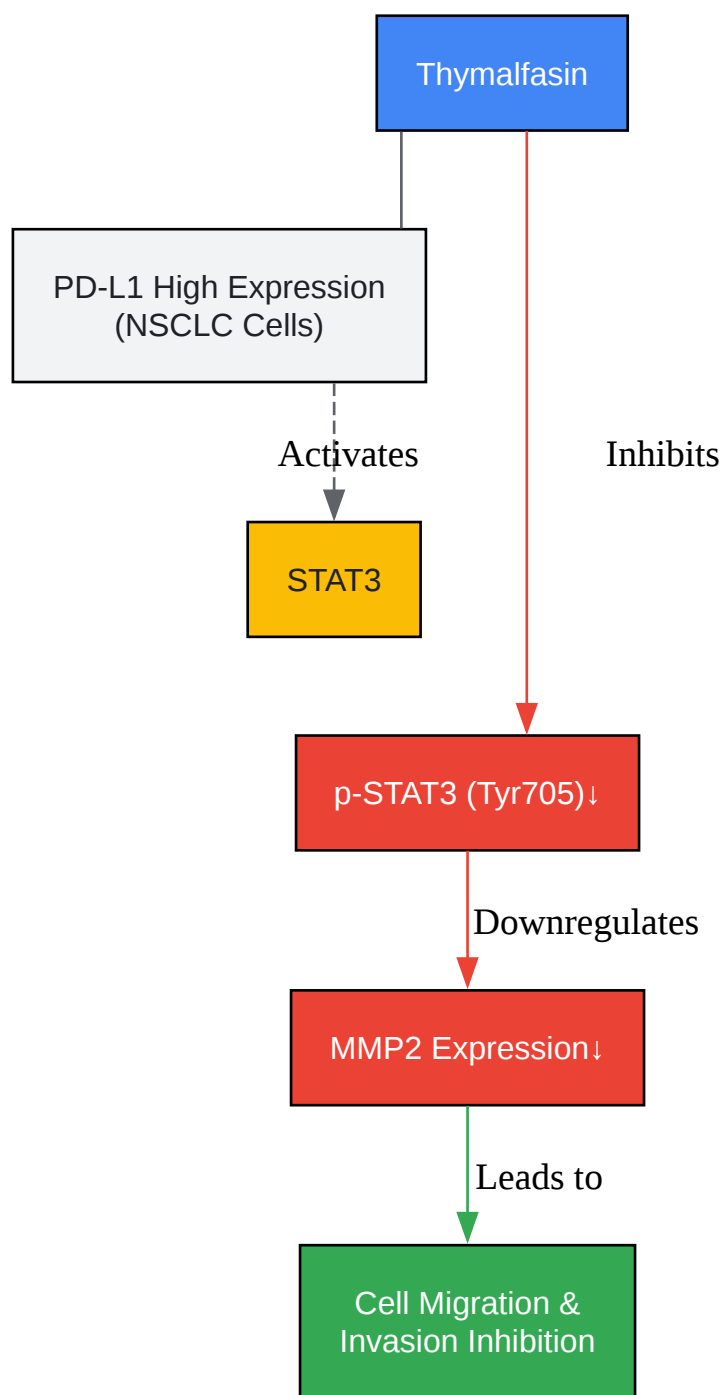 Thymalfasin
PD-L1 High Expression
(NSCLC Cells)
Activates
Inhibits
STAT3
p-STAT3 (Tyr705)↓
Downregulates
MMP2 Expression↓
Leads to
Cell Migration &
Invasion Inhibition